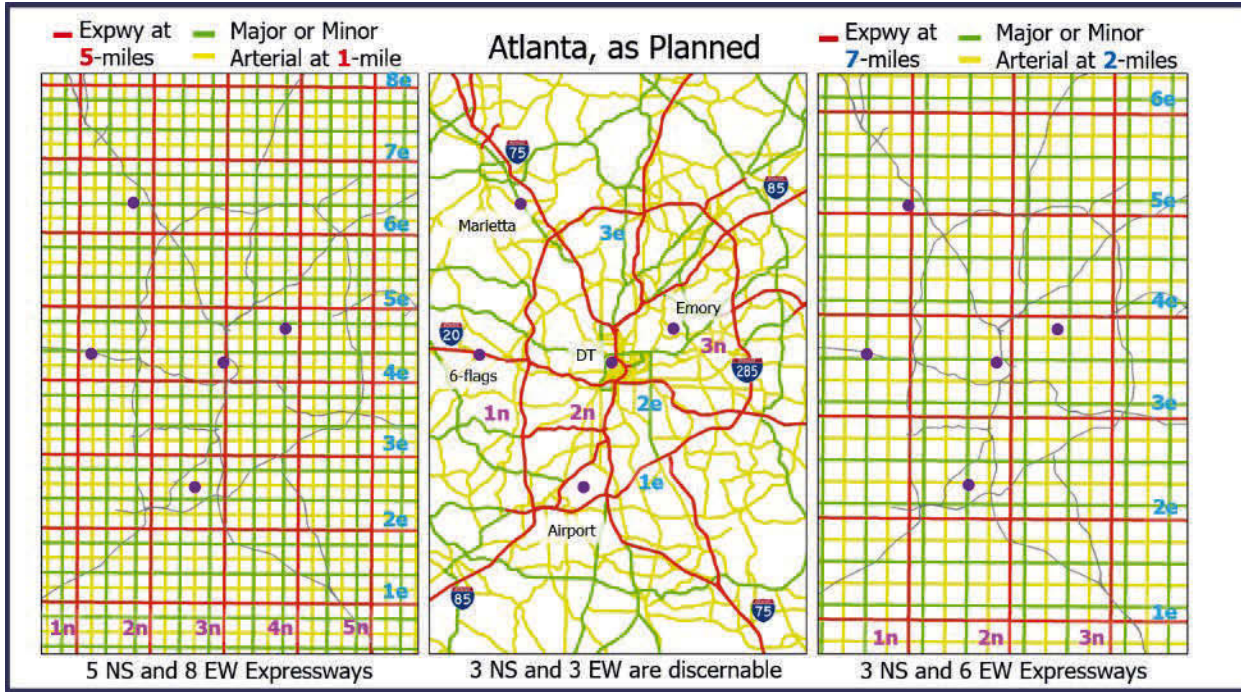 Expwy at
5-miles
Major or Minor
Arterial at 1-mile
8e
7e
6e
5e
4e
3e
2e
1e
1n
2n
3n
4n
5n
5 NS and 8 EW Expressways
Atlanta, as Planned
75
85
Marietta
3e
Emory
20
DT
3n
6-flags
285
1n
2n
2e
1e
Airport
85
75
3 NS and 3 EW are discernable
Expwy at
7-miles
Major or Minor
Arterial at 2-miles
6e
5e
4e
3e
2e
1e
1n
2n
3n
3 NS and 6 EW Expressways